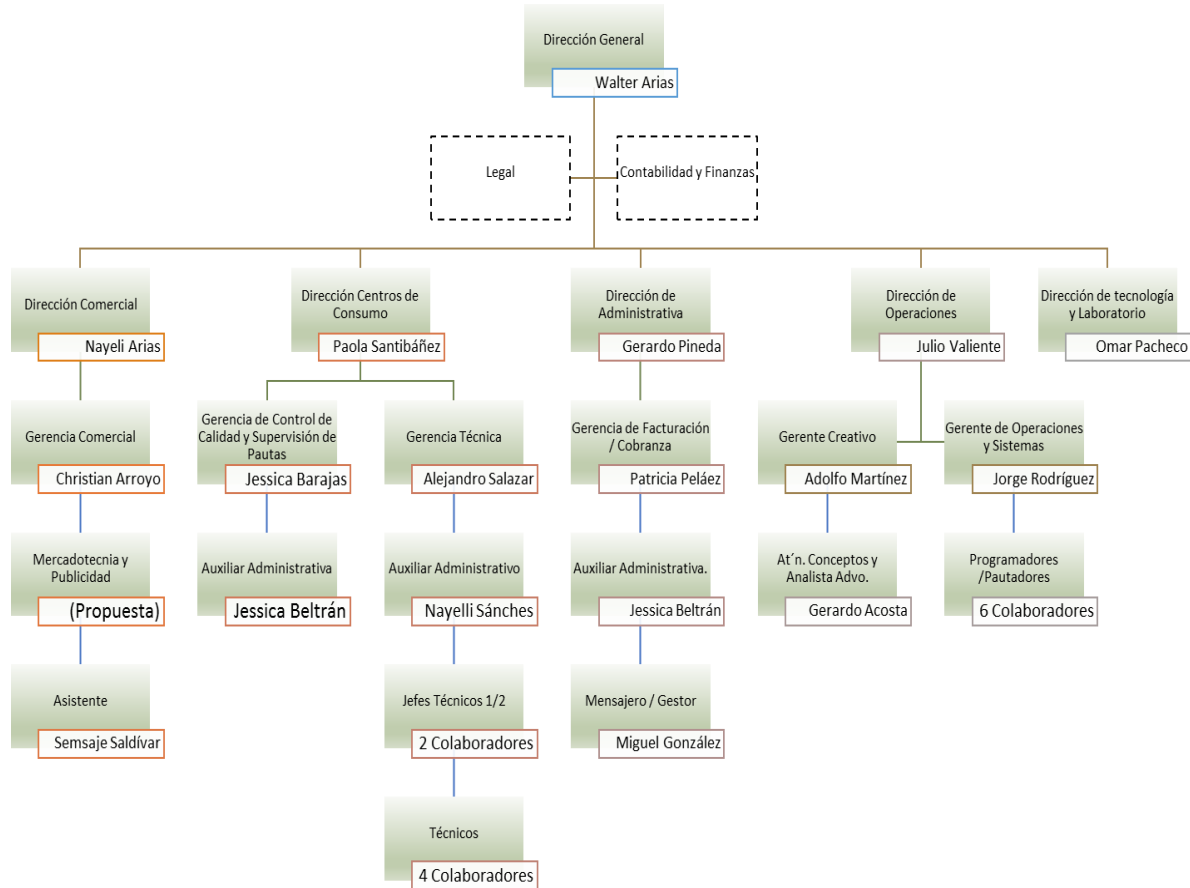 Dirección General
Walter Arias
Legal
Contabilidad y Finanzas
Dirección Comercial
Nayeli Arias
Dirección Centros de
Consumo
Paola Santibáñez
Dirección de
Administrativa
Gerardo Pineda
Dirección de
Operaciones
Julio Valiente
Dirección de tecnología
y Laboratorio
Omar Pacheco
Gerencia Comercial
Christian Arroyo
Gerencia de Control de
Calidad y Supervisión de
Pautas
Jessica Barajas
Gerencia Técnica
Alejandro Salazar
Gerencia de Facturación
/ Cobranza
Patricia Peláez
Gerente Creativo
Adolfo Martínez
Gerente de Operaciones
y Sistemas
Jorge Rodríguez
Mercadotecnia y
Publicidad
(Propuesta)
Auxiliar Administrativa
Jessica Beltrán
Auxiliar Administrativo
Nayelli Sánches
Auxiliar Administrativa.
Jessica Beltrán
At´n. Conceptos y
Analista Advo.
Gerardo Acosta
Programadores
/Pautadores
6 Colaboradores
Asistente
Semsaje Saldívar
Jefes Técnicos 1/2
2 Colaboradores
Mensajero / Gestor
Miguel González
Técnicos
4 Colaboradores